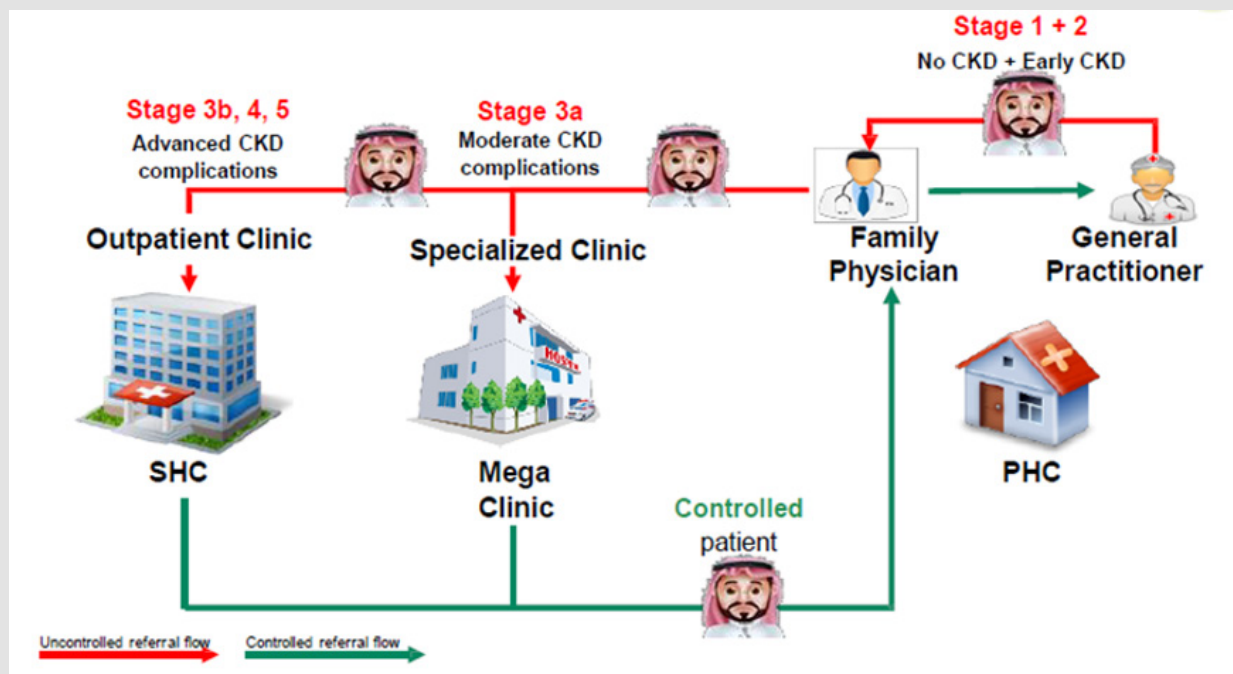 Stage 1 + 2
No CKD + Early CKD
Stage 3b, 4, 5
Advanced CKD
complications
Stage 3a
Moderate CKD
complications
Outpatient Clinic
Specialized Clinic
Family
Physician
General
Practitioner
SHC
Mega
Clinic
PHC
Controlled
patient
Uncontrolled referral flow
Controlled referral flow